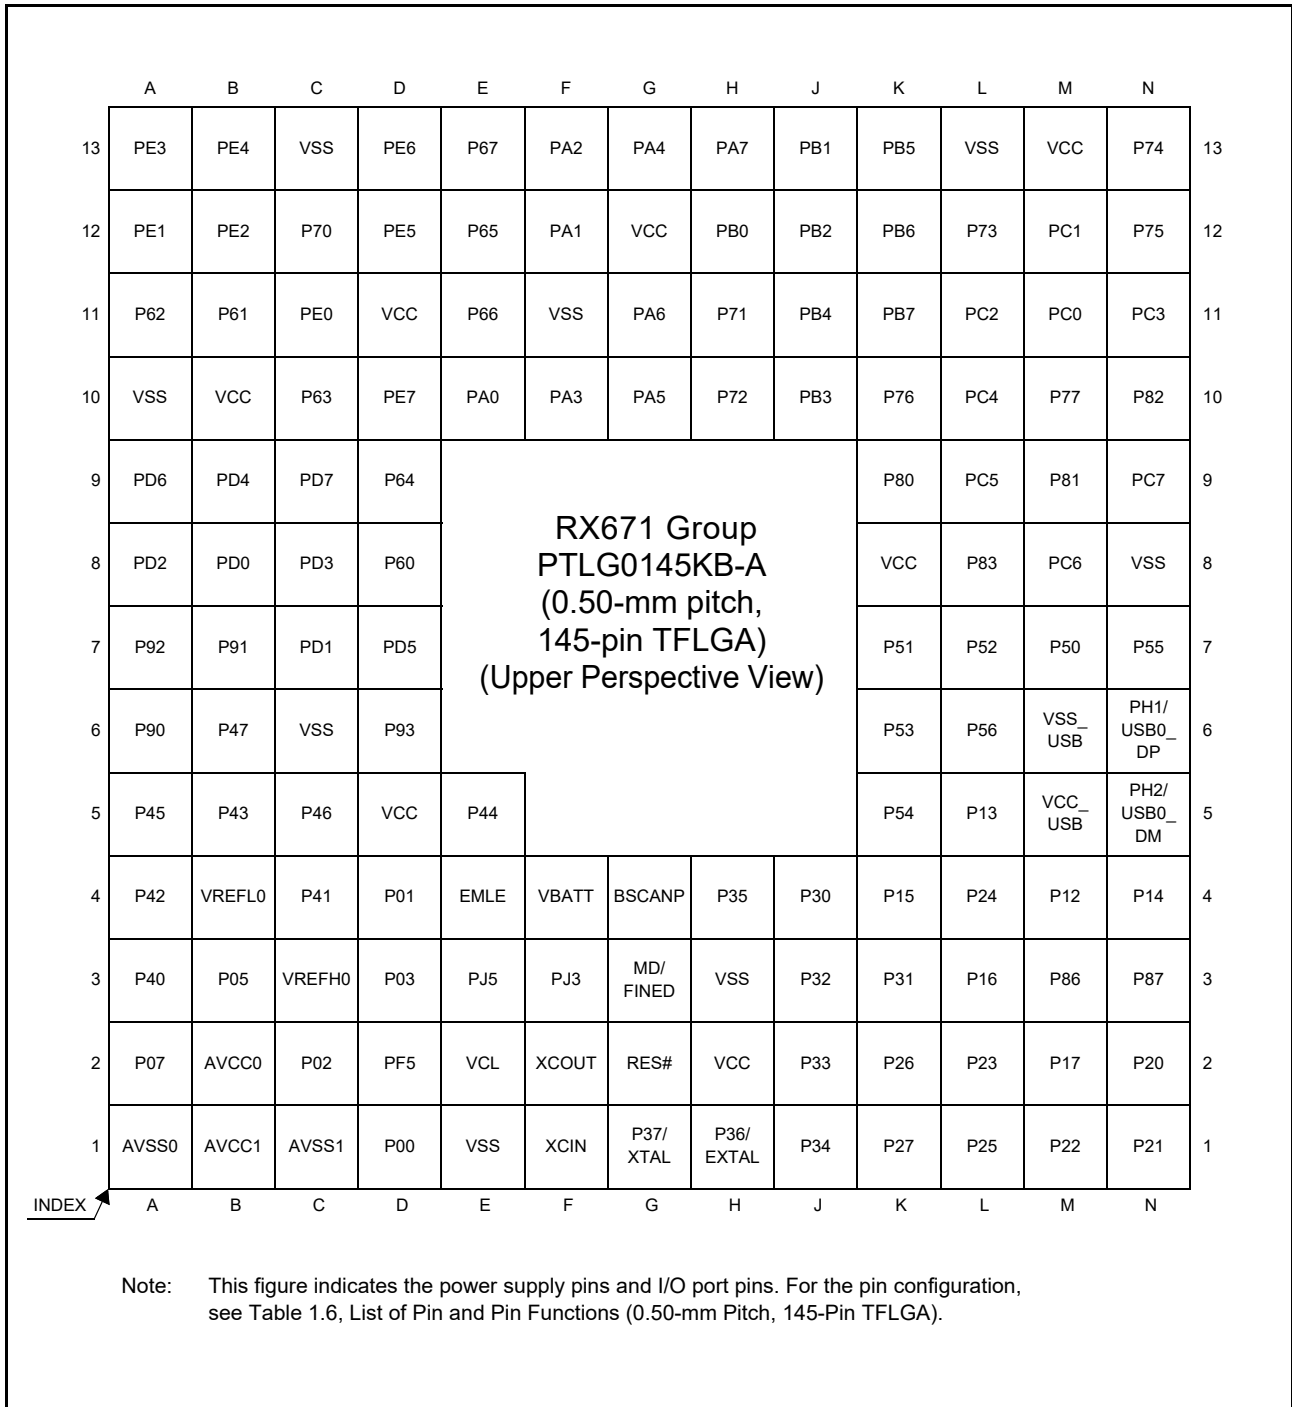 A B C D E F G H J K L M N
13 PE3 PE4 VSS PE6 P67 PA2 PA4 PA7 PB1 PB5 VSS VCC P74 13
12 PE1 PE2 P70 PE5 P65 PA1 VCC PB0 PB2 PB6 P73 PC1 P75 12
11 P62 P61 PE0 VCC P66 VSS PA6 P71 PB4 PB7 PC2 PC0 PC3 11
10 VSS VCC P63 PE7 PA0 PA3 PA5 P72 PB3 P76 PC4 P77 P82 10
9 PD6 PD4 PD7 P64 P80 PC5 P81 PC7 9
RX671 Group
8 PD2 PD0 PD3 P60 PTLG0145KB-A VCC P83 PC6 VSS 8
(0.50-mm pitch,
7 P92 P91 PD1 PD5 145-pin TFLGA) P51 P52 P50 P55 7
(Upper Perspective View)
6 P90 P47 VSS P93 P53 P56 VSS_
USB PH1/
USB0_
DP 6
5 P45 P43 P46 VCC P44 P54 P13 VCC_
USB PH2/
USB0_
DM 5
4 P42 VREFL0 P41 P01 EMLE VBATT BSCANP P35 P30 P15 P24 P12 P14 4
3 P40 P05 VREFH0 P03 PJ5 PJ3 MD/
FINED VSS P32 P31 P16 P86 P87 3
2 P07 AVCC0 P02 PF5 VCL XCOUT RES# VCC P33 P26 P23 P17 P20 2
1 AVSS0 AVCC1 AVSS1 P00 VSS XCIN P37/
XTAL P36/
EXTAL P34 P27 P25 P22 P21 1
INDEX A B C D E F G H J K L M N
Note: This figure indicates the power supply pins and I/O port pins. For the pin configuration,
see Table 1.6, List of Pin and Pin Functions (0.50-mm Pitch, 145-Pin TFLGA).